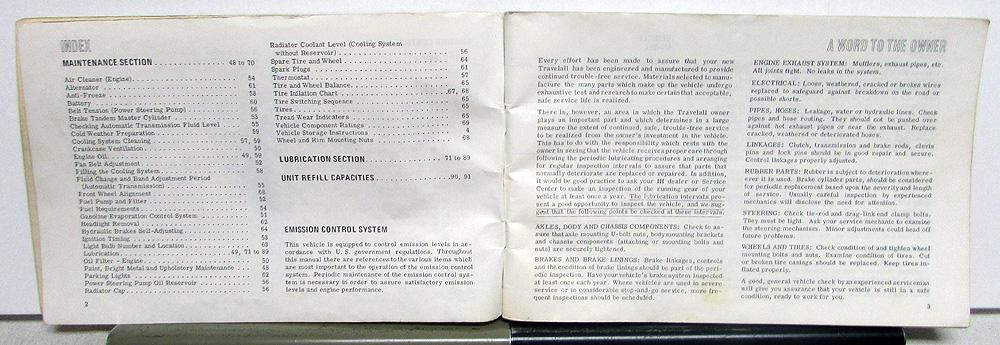 INDEX
MAINTENANCE SECTION . . . . . . . . . . . . . . . 48 to 70
Air Cleaner (Engine) . . . . . . . . . . . . . . . . . 54
Alternator . . . . . . . . . . . . . . . . . 61
Anti-Freeze . . . . . . . . . . . . . . . . . 58
Battery . . . . . . . . . . . . . . . . . 60
Belt Tension (Power Steering Pump) . . . . . . . . . 56
Brake Tandem Master Cylinder . . . . . . . . . 53
Checking Automatic Transmission Fluid Level . . . . 55
Cold Weather Preparation . . . . . . . . . 59
Cooling System Cleaning . . . . . . . . . 57, 59
Crankcase Ventilation . . . . . . . . . 50
Engine Oil . . . . . . . . . 49, 59
Fan Belt Adjustment . . . . . . . . . 52
Filling the Cooling System . . . . . . . . . 58
Fluid Change and Band Adjustment Period
(Automatic Transmission) . . . . . . . . . 55
Front Wheel Alignment . . . . . . . . . 68
Fuel Pump and Filter . . . . . . . . . 52
Fuel Requirements . . . . . . . . . 54
Gasoline Evaporation Control System . . . . . . . . . 51
Headlight Removal . . . . . . . . . 62
Hydraulic Brakes Self-Adjusting . . . . . . . . . 64
Ignition Timing . . . . . . . . . 53
Light Bulb Number and Location . . . . . . . . . 63
Lubrication . . . . . . . . . 49, 71 to 89
Oil Filter - Engine . . . . . . . . . 50
Paint, Bright Metal and Upholstery Maintenance . . . 48
Parking Lights . . . . . . . . . 62
Power Steering Pump Oil Reservoir . . . . . . . . . 56
Radiator Cap . . . . . . . . . 56
2
Radiator Coolant Level (Cooling System
without Reservoir) . . . . . . . . . 56
Spare Tire and Wheel . . . . . . . . . 64
Spark Plugs . . . . . . . . . 61
Thermostat . . . . . . . . . 57
Tire and Wheel Balance . . . . . . . . . 65
Tire Inflation Chart . . . . . . . . . 67, 68
Tire Switching Sequence . . . . . . . . . 65
Tires . . . . . . . . . 65
Tread Wear Indicators . . . . . . . . . 65
Vehicle Component Ratings . . . . . . . . . 69
Vehicle Storage Instructions . . . . . . . . . 4
Wheel and Rim Mounting Nuts . . . . . . . . . 68
LUBRICATION SECTION . . . . . . . . . 71 to 89
UNIT REFILL CAPACITIES . . . . . . . . . 90, 91
EMISSION CONTROL SYSTEM
This vehicle is equipped to control emission levels in ac-
cordance with U.S. government regulations. Throughout
this manual there are references to the various items which
are most important to the operation of the emission control
system. Periodic maintenance of the emission control sys-
tem is necessary in order to assure satisfactory emission
levels and engine performance.
A WORD TO THE OWNER
Every effort has been made to assure that your new
Travelall has been engineered and manufactured to provide
continued trouble-free service. Materials selected to manu-
facture the many parts which make up the vehicle undergo
exhaustive test and research to make certain that acceptable,
safe service life is realized.
There is, however, an area in which the Travelall owner
plays an important part and which determines in a large
measure the extent of continued, safe, trouble-free service
to be realized from the owner's investment in the vehicle.
This has to do with the responsibility which rests with the
owner in seeing that the vehicle receives proper care through
following the periodic lubricating procedures and arranging
for regular inspection intervals to assure that parts that
normally deteriorate are replaced or repaired. In addition,
it would be good practice to ask your IH dealer or Service
Center to make an inspection of the running gear of your
vehicle at least once a year. The lubrication intervals pre-
sent a good opportunity to inspect the vehicle, and we sug-
gest that the following points be checked at these intervals.
AXLES, BODY AND CHASSIS COMPONENTS: Check to as-
sure that axle mounting U-bolt nuts, body mounting brackets
and chassis components (attaching or mounting bolts and
nuts) are securely tightened.
BRAKES AND BRAKE LININGS: Brake linkages, controls
and the condition of brake linings should be part of the peri-
odic inspection. Have your vehicle's brake system inspected
at least once each year. Where vehicles are used in severe
service or in considerable stop-and-go service, more fre-
quent inspections should be scheduled.
ENGINE EXHAUST SYSTEM: Mufflers, exhaust pipes, etc.
All joints tight. No leaks in the system.
ELECTRICAL: Loose, weathered, cracked or broken wires
replaced to safeguard against breakdown on the road or
possible shorts.
PIPES, HOSES: Leakage, water or hydraulic lines. Check
pipes and hose routing. They should not be pushed over
against hot exhaust pipes or near the exhaust. Replace
cracked, weathered or deteriorated hoses.
LINKAGES: Clutch, transmission and brake rods, clevis
pins and lock pins should be in good repair and secure.
Control linkages properly adjusted.
RUBBER PARTS: Rubber is subject to deterioration where-
ever it is used. Brake cylinder parts, should be considered
for periodic replacement based upon the severity and length
of service. Usually careful inspection by experienced
mechanics will disclose the need for attention.
STEERING: Check tie-rod and drag-link end clamp bolts.
They must be tight. Ask your service mechanic to examine
the steering mechanism. Minor adjustments could head off
future problems.
WHEELS AND TIRES: Check condition of and tighten wheel
mounting bolts and nuts. Examine condition of tires. Cut
or broken tire casings should be replaced. Keep tires in-
flated properly.
A good, general vehicle check by an experienced serviceman
will give you assurance that your vehicle is still in a safe
condition, ready to work for you.
3